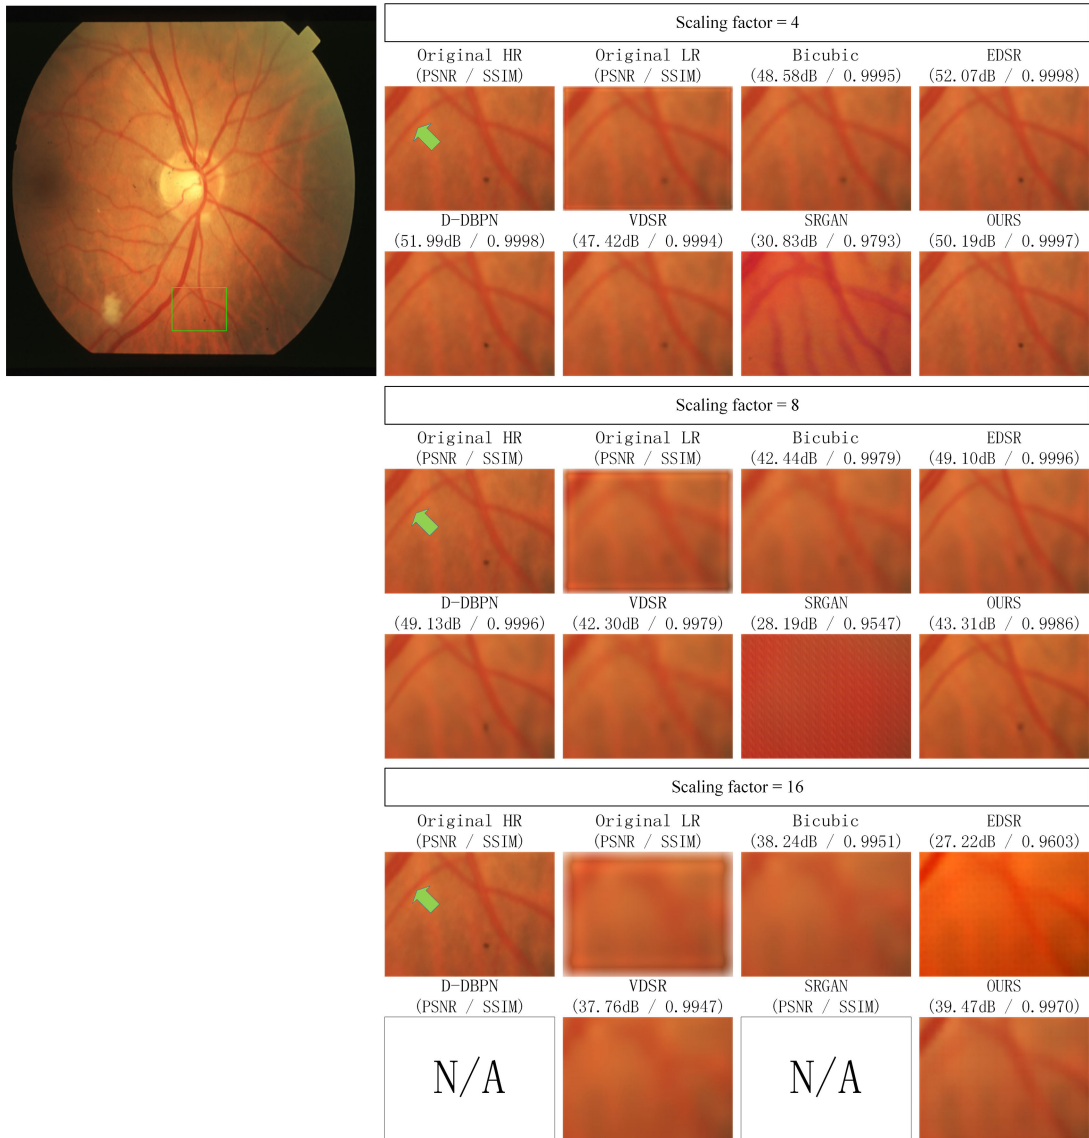 Scaling factor = 4
Original HR Original LR Bicubic EDSR
(PSNR / SSIM) (PSNR / SSIM) (48.58dB / 0.9995) (52.07dB / 0.9998)
D-DBPN VDSR SRGAN OURS
(51.99dB / 0.9998) (47.42dB / 0.9994) (30.83dB / 0.9793) (50.19dB / 0.9997)
Scaling factor = 8
Original HR Original LR Bicubic EDSR
(PSNR / SSIM) (PSNR / SSIM) (42.44dB / 0.9979) (49.10dB / 0.9996)
D-DBPN VDSR SRGAN OURS
(49.13dB / 0.9996) (42.30dB / 0.9979) (28.19dB / 0.9547) (43.31dB / 0.9986)
Scaling factor = 16
Original HR Original LR Bicubic EDSR
(PSNR / SSIM) (PSNR / SSIM) (38.24dB / 0.9951) (27.22dB / 0.9603)
D-DBPN VDSR SRGAN OURS
(PSNR / SSIM) (37.76dB / 0.9947) (PSNR / SSIM) (39.47dB / 0.9970)
N/A N/A